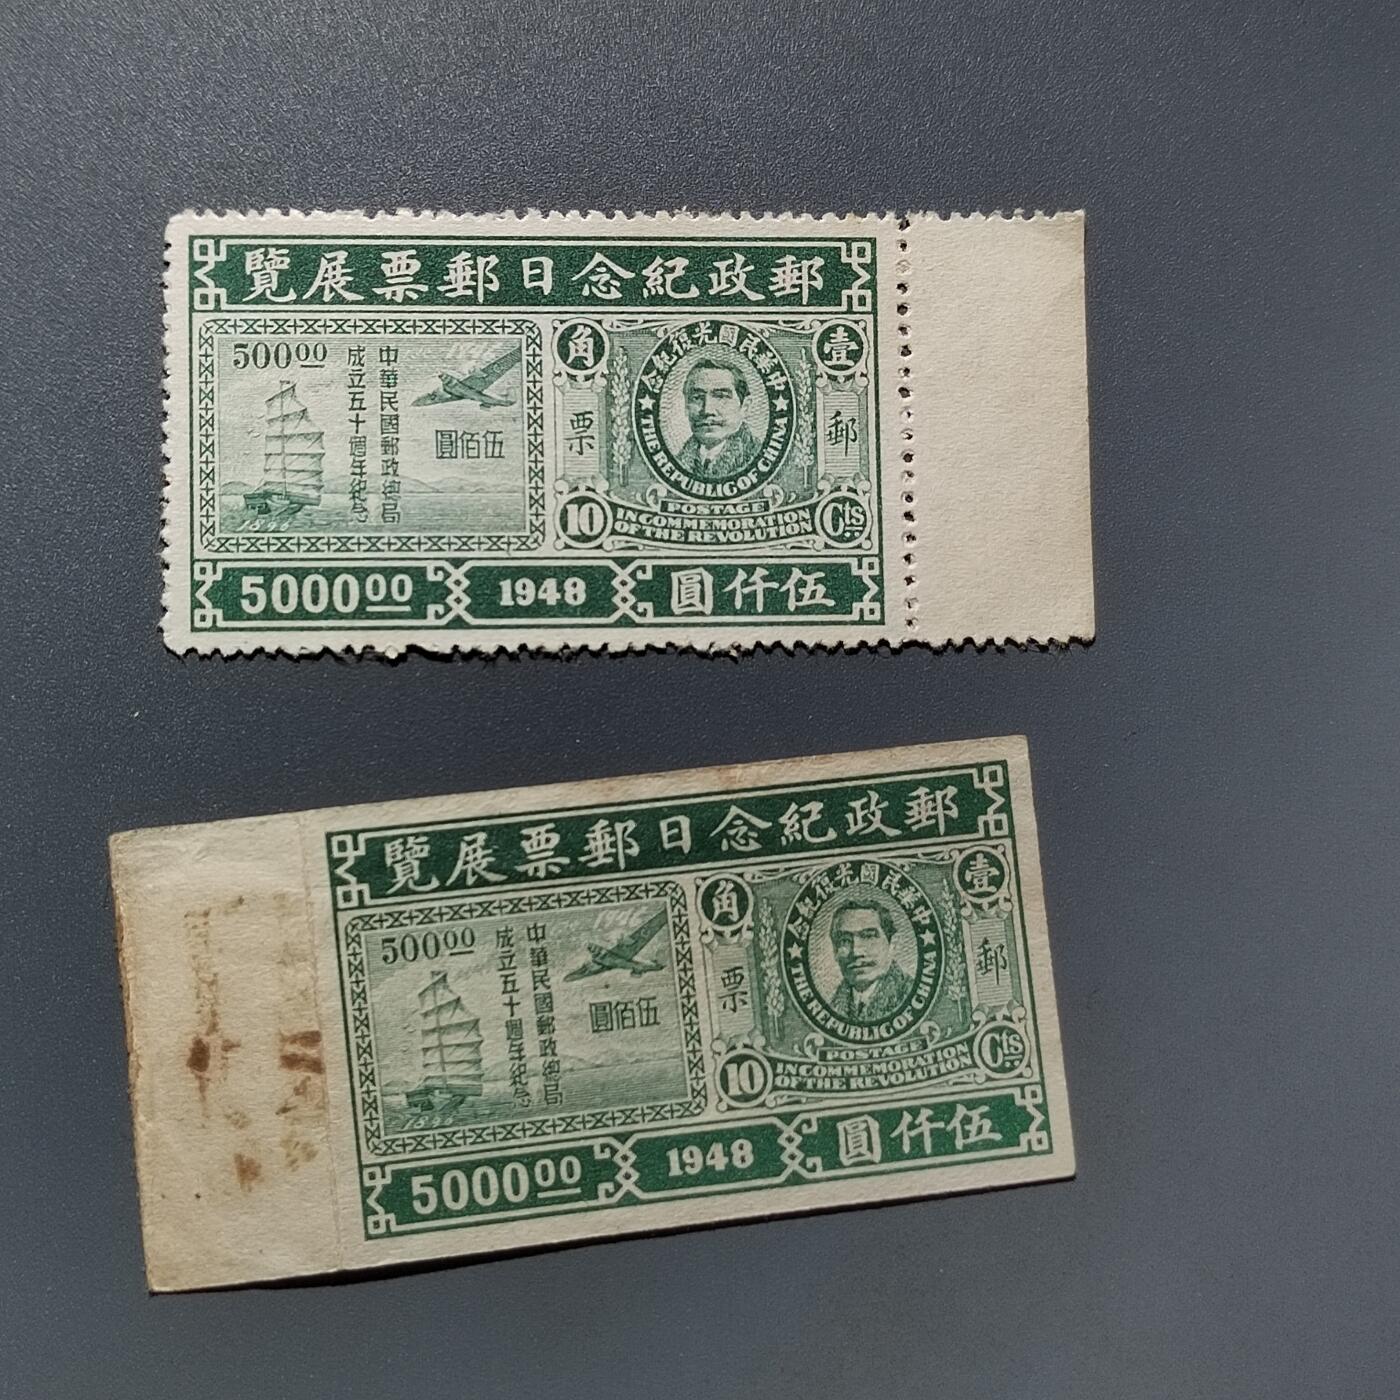 郵政紀念日郵票展覽
500.00
中華民國郵政總局
成立五十週年紀念
伍佰圓
壹角
中華民國光復紀念
THE REPUBLIC OF CHINA
郵票
POSTAGE
IN COMMEMORATION
OF THE REVOLUTION
10 Cts
5000.00
1948
伍仟圓
郵政紀念日郵票展覽
500.00
1946
中華民國郵政總局
成立五十週年紀念
伍佰圓
壹角
中華民國光復紀念
THE REPUBLIC OF CHINA
郵票
POSTAGE
IN COMMEMORATION
OF THE REVOLUTION
10 Cts
5000.00
1948
伍仟圓